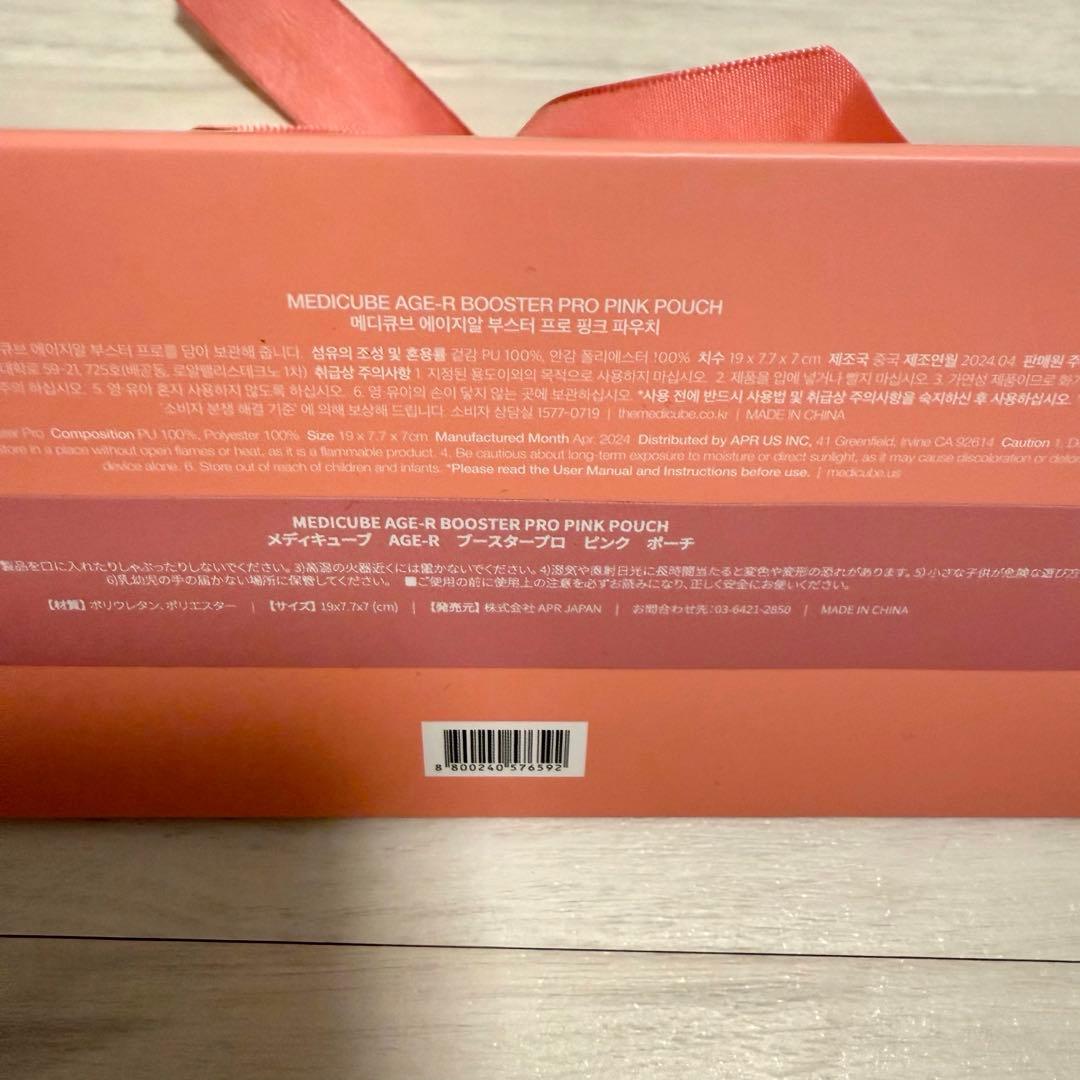 MEDICUBE AGE-R BOOSTER PRO PINK POUCH
메디큐브 에이지알 부스터 프로 핑크 파우치
큐브 에이지알 부스터 프로를 담아 보관해 줍니다. 섬유의 조성 및 혼용률 겉감 PU 100%, 안감 폴리에스터 100% 치수 19 x 7.7 x 7 cm 제조국 중국 제조연월 2024.04. 판매원
대학로 59-21, 725호(배곧동, 로얄팰리스테크노 1차) 취급상 주의사항 1. 지정된 용도이외의 목적으로 사용하지 마십시오. 2. 제품을 입에 넣거나 빨지 마십시오. 3. 가연성 제품이므로
주의 하십시오. 5. 영·유아 혼자 사용하지 않도록 하십시오. 6. 영·유아의 손이 닿지 않는 곳에 보관하십시오. *사용 전에 반드시 사용법 및 취급상 주의사항을 숙지하신 후 사용하십시오.
'소비자 분쟁 해결 기준' 에 의해 보상해 드립니다. 소비자 상담실 1577-0719 | themedicube.co.kr | MADE IN CHINA
Pro Composition PU 100%, Polyester 100% Size 19 x 7.7 x 7cm Manufactured Month Apr. 2024 Distributed by APR US INC, 41 Greenfield, Irvine CA 92614 Caution 1.
store in a place without open flames or heat, as it is a flammable product. 4. Be cautious about long-term exposure to moisture or direct sunlight, as it may cause discoloration or
device alone. 6. Store out of reach of children and infants. *Please read the User Manual and Instructions before use. | medicube.us
MEDICUBE AGE-R BOOSTER PRO PINK POUCH
メディキューブ AGE-R ブースタープロ ピンク ポーチ
製品を口に入れたりしゃぶったりしないでください。3)高温の火器近くには置かないでください。4)湿気や直射日光に長時間当たると変色や変形の恐れがあります。5)小さな子供が危険な遊び方
6)乳幼児の手の届かない場所に保管してください。 ■ご使用の前に使用上の注意を必ずお読みになり、正しく安全にお使いください。
【材質】ポリウレタン、ポリエスター | 【サイズ】19x7.7x7 (cm) | 【発売元】株式会社 APR JAPAN | お問合わせ先:03-6421-2850 | MADE IN CHINA
8 800240 576592